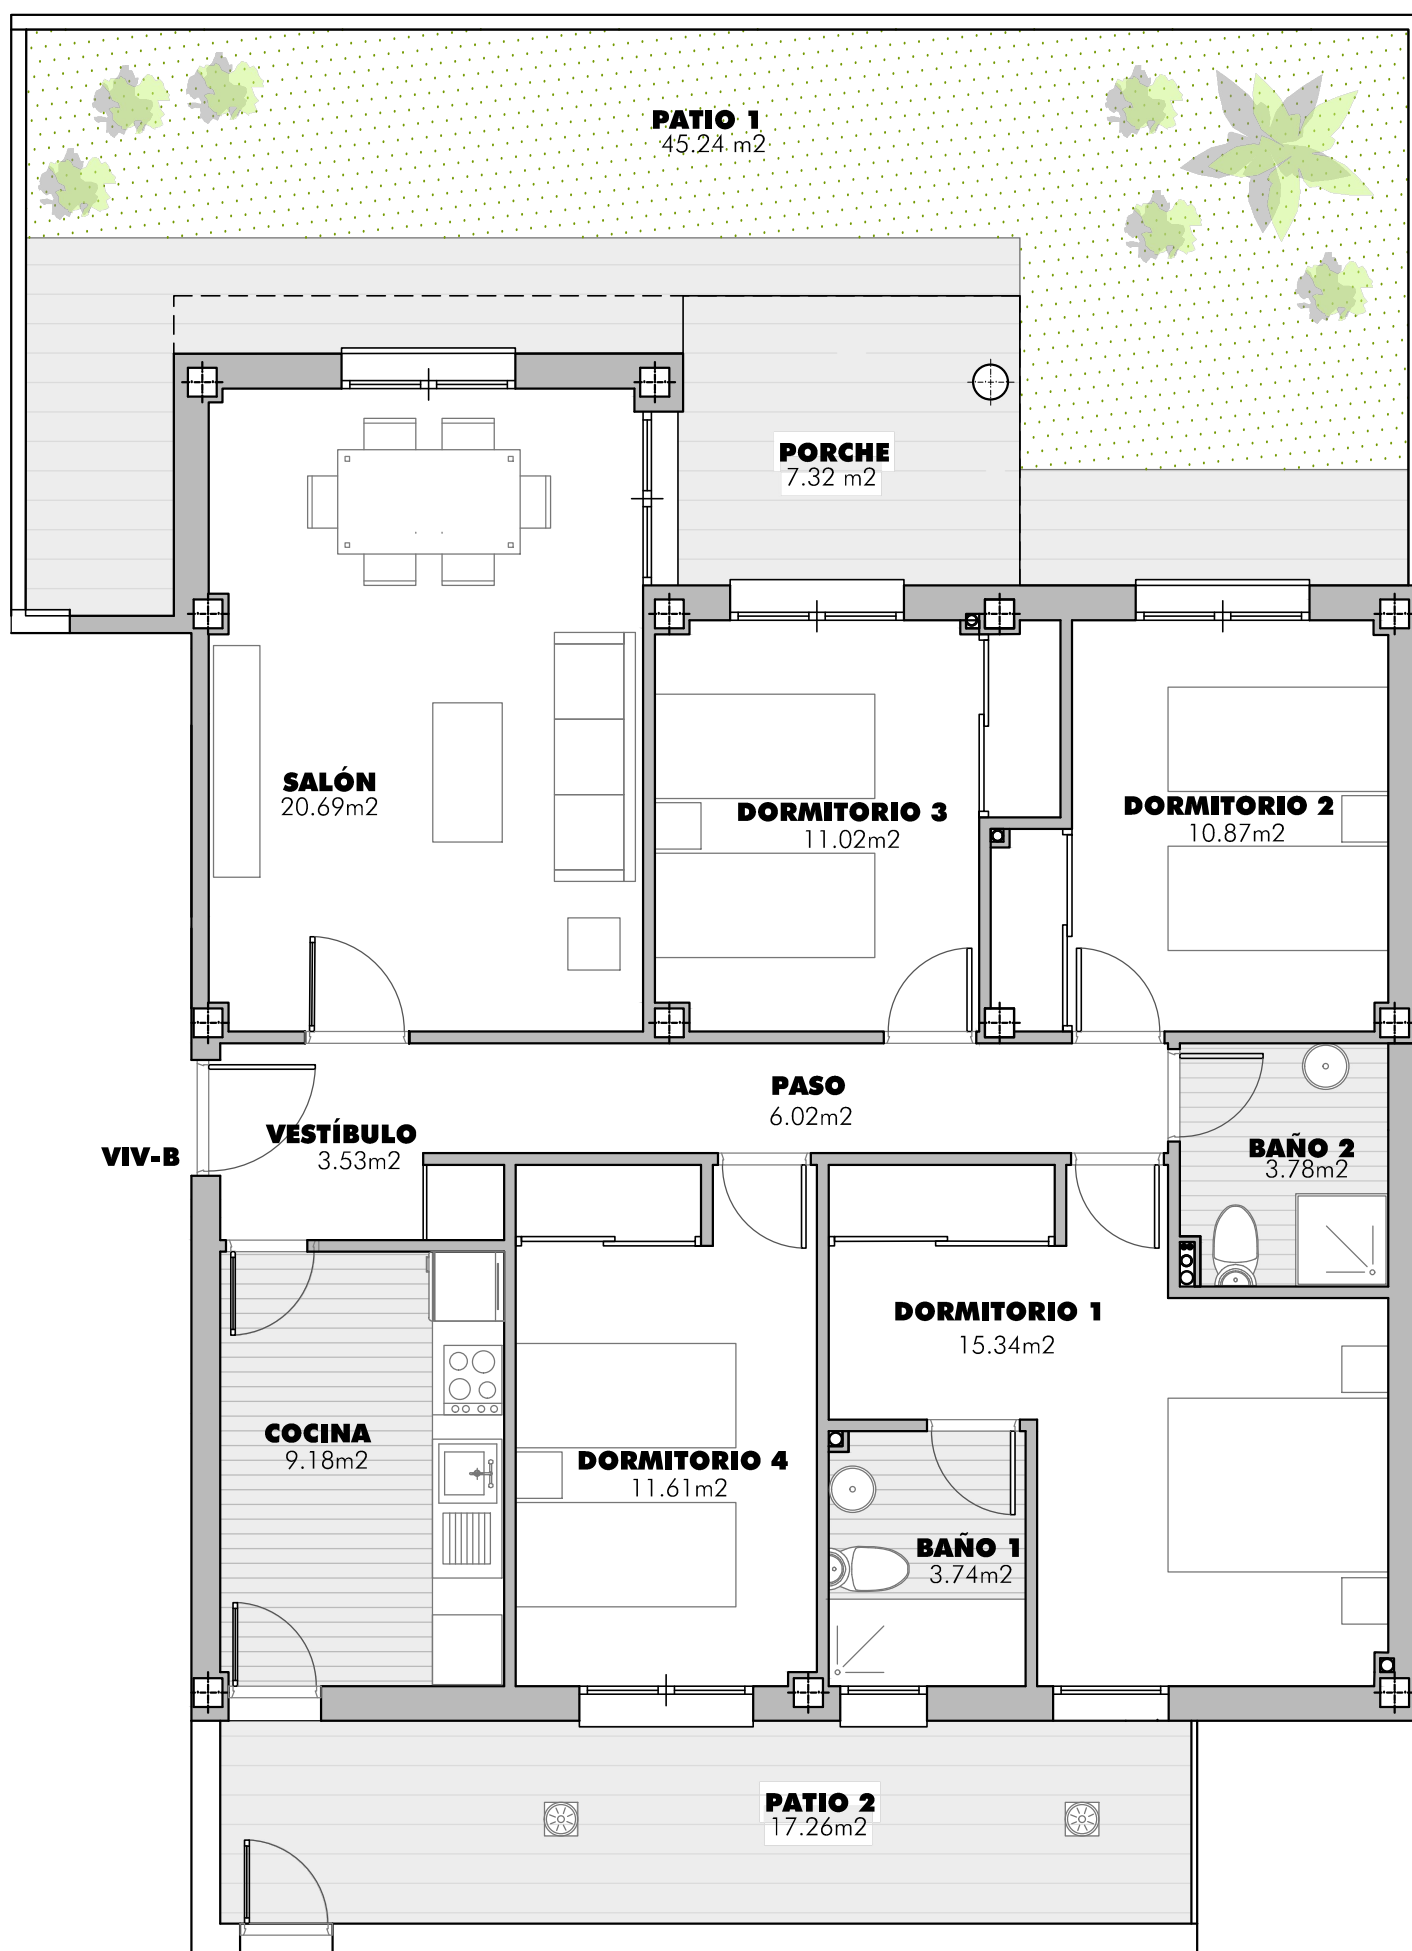 PATIO 1
45.24 m2
PORCHE
7.32 m2
SALÓN
20.69m2
DORMITORIO 3
11.02m2
DORMITORIO 2
10.87m2
PASO
6.02m2
VESTÍBULO
3.53m2
VIV-B
BAÑO 2
3.78m2
DORMITORIO 1
15.34m2
COCINA
9.18m2
DORMITORIO 4
11.61m2
BAÑO 1
3.74m2
PATIO 2
17.26m2